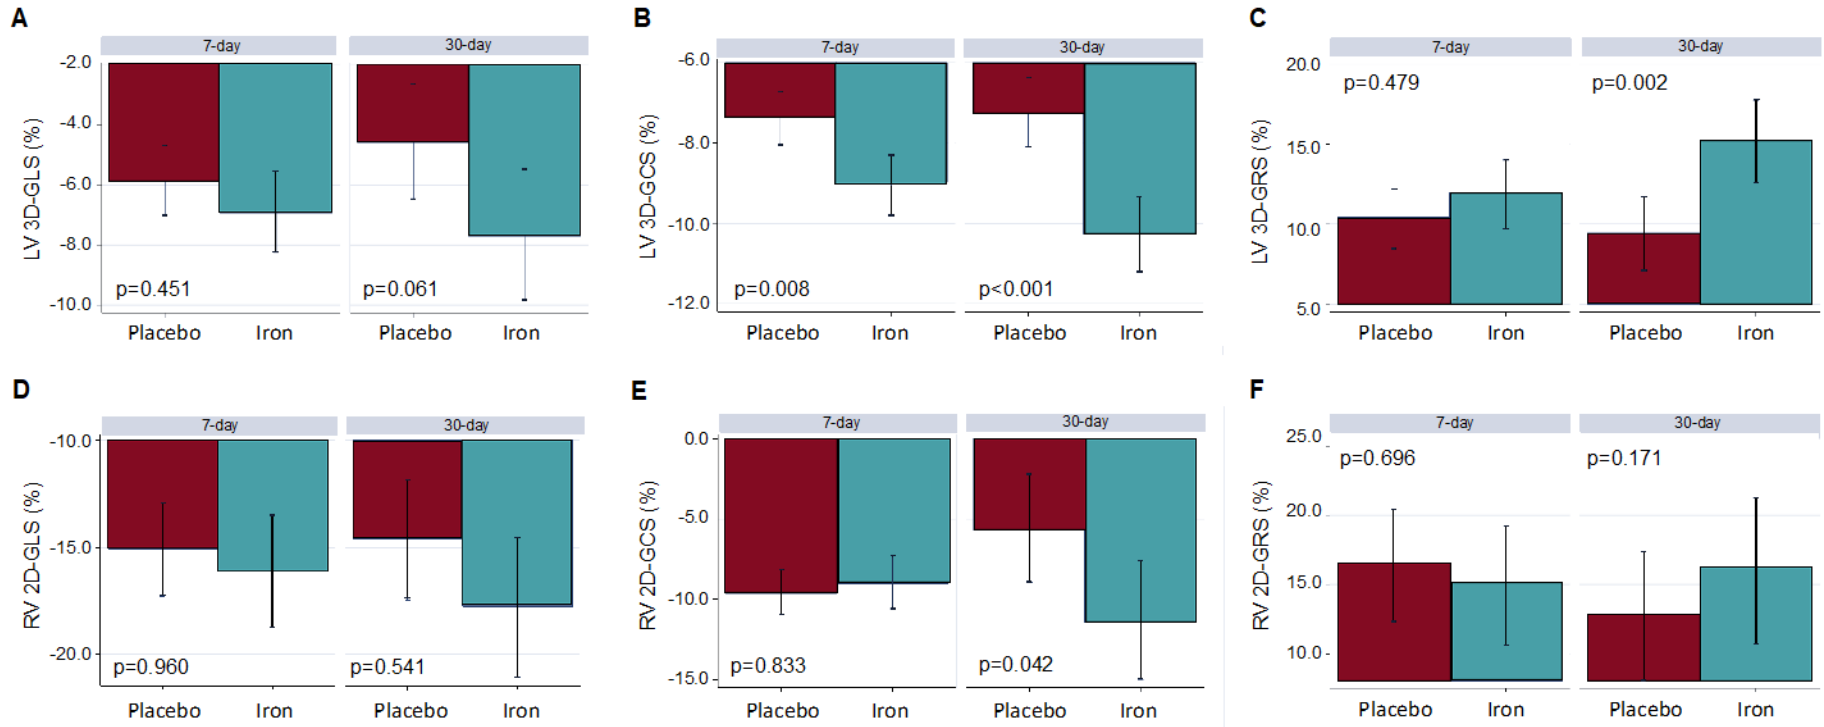 A
7-day
30-day
LV 3D-GLS (%)
-2.0
-4.0
-6.0
-8.0
-10.0
p=0.451
p=0.061
Placebo
Iron
Placebo
Iron
B
7-day
30-day
LV 3D-GCS (%)
-6.0
-8.0
-10.0
-12.0
p=0.008
p<0.001
Placebo
Iron
Placebo
Iron
C
7-day
30-day
LV 3D-GRS (%)
20.0
15.0
10.0
5.0
p=0.479
p=0.002
Placebo
Iron
Placebo
Iron
D
7-day
30-day
RV 2D-GLS (%)
-10.0
-15.0
-20.0
p=0.960
p=0.541
Placebo
Iron
Placebo
Iron
E
7-day
30-day
RV 2D-GCS (%)
0.0
-5.0
-10.0
-15.0
p=0.833
p=0.042
Placebo
Iron
Placebo
Iron
F
7-day
30-day
RV 2D-GRS (%)
25.0
20.0
15.0
10.0
p=0.696
p=0.171
Placebo
Iron
Placebo
Iron